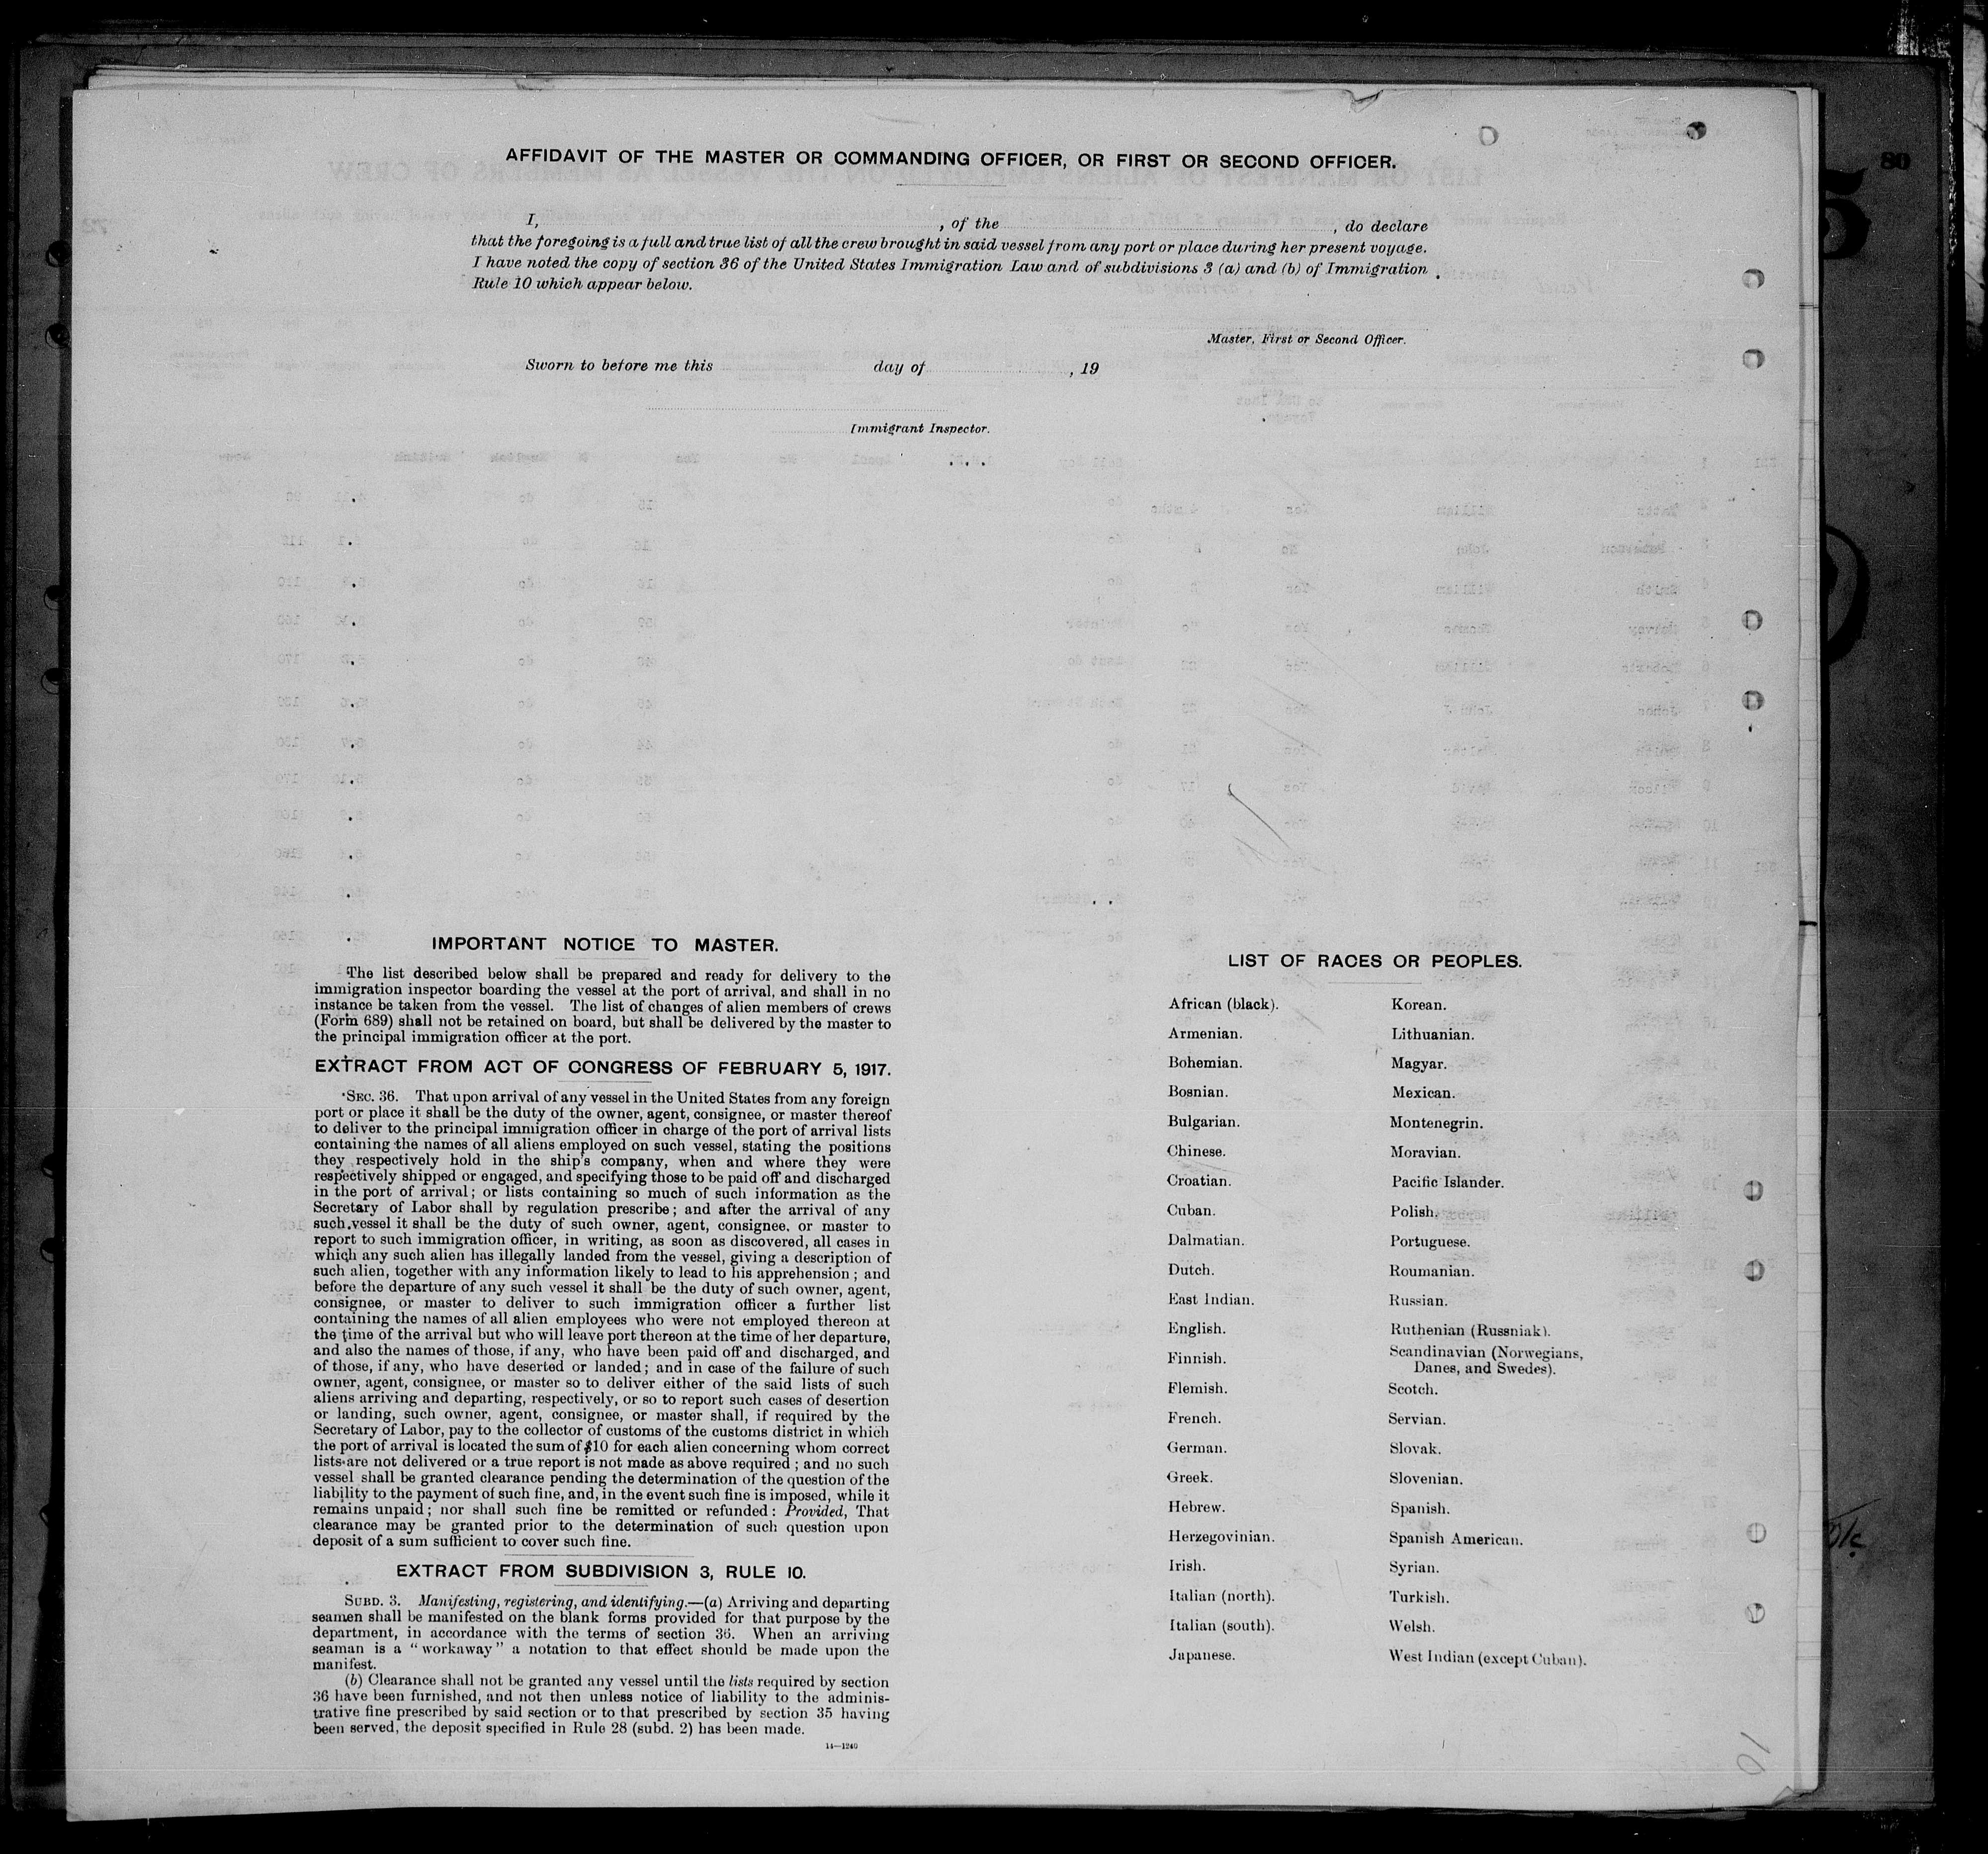 AFFIDAVIT OF THE MASTER OR COMMANDING OFFICER, OR FIRST OR SECOND OFFICER.
I, , of the , do declare
that the foregoing is a full and true list of all the crew brought in said vessel from any port or place during her present voyage.
I have noted the copy of section 36 of the United States Immigration Law and of subdivisions 3 (a) and (b) of Immigration
Rule 10 which appear below.
Master, First or Second Officer.
Sworn to before me this day of , 19
Immigrant Inspector.
80
IMPORTANT NOTICE TO MASTER.
The list described below shall be prepared and ready for delivery to the
immigration inspector boarding the vessel at the port of arrival, and shall in no
instance be taken from the vessel. The list of changes of alien members of crews
(Form 689) shall not be retained on board, but shall be delivered by the master to
the principal immigration officer at the port.
EXTRACT FROM ACT OF CONGRESS OF FEBRUARY 5, 1917.
SEC. 36. That upon arrival of any vessel in the United States from any foreign
port or place it shall be the duty of the owner, agent, consignee, or master thereof
to deliver to the principal immigration officer in charge of the port of arrival lists
containing the names of all aliens employed on such vessel, stating the positions
they respectively hold in the ship's company, when and where they were
respectively shipped or engaged, and specifying those to be paid off and discharged
in the port of arrival; or lists containing so much of such information as the
Secretary of Labor shall by regulation prescribe; and after the arrival of any
such vessel it shall be the duty of such owner, agent, consignee, or master to
report to such immigration officer, in writing, as soon as discovered, all cases in
which any such alien has illegally landed from the vessel, giving a description of
such alien, together with any information likely to lead to his apprehension; and
before the departure of any such vessel it shall be the duty of such owner, agent,
consignee, or master to deliver to such immigration officer a further list
containing the names of all alien employees who were not employed thereon at
the time of the arrival but who will leave port thereon at the time of her departure,
and also the names of those, if any, who have been paid off and discharged, and
of those, if any, who have deserted or landed; and in case of the failure of such
owner, agent, consignee, or master so to deliver either of the said lists of such
aliens arriving and departing, respectively, or so to report such cases of desertion
or landing, such owner, agent, consignee, or master shall, if required by the
Secretary of Labor, pay to the collector of customs of the customs district in which
the port of arrival is located the sum of $10 for each alien concerning whom correct
lists are not delivered or a true report is not made as above required; and no such
vessel shall be granted clearance pending the determination of the question of the
liability to the payment of such fine, and, in the event such fine is imposed, while it
remains unpaid; nor shall such fine be remitted or refunded: Provided, That
clearance may be granted prior to the determination of such question upon
deposit of a sum sufficient to cover such fine.
EXTRACT FROM SUBDIVISION 3, RULE 10.
SUBD. 3. Manifesting, registering, and identifying.—(a) Arriving and departing
seamen shall be manifested on the blank forms provided for that purpose by the
department, in accordance with the terms of section 36. When an arriving
seaman is a "workaway" a notation to that effect should be made upon the
manifest.
(b) Clearance shall not be granted any vessel until the lists required by section
36 have been furnished, and not then unless notice of liability to the adminis-
trative fine prescribed by said section or to that prescribed by section 35 having
been served, the deposit specified in Rule 28 (subd. 2) has been made.
14—1240
LIST OF RACES OR PEOPLES.
African (black).
Armenian.
Bohemian.
Bosnian.
Bulgarian.
Chinese.
Croatian.
Cuban.
Dalmatian.
Dutch.
East Indian.
English.
Finnish.
Flemish.
French.
German.
Greek.
Hebrew.
Herzegovinian.
Irish.
Italian (north).
Italian (south).
Japanese.
Korean.
Lithuanian.
Magyar.
Mexican.
Montenegrin.
Moravian.
Pacific Islander.
Polish.
Portuguese.
Roumanian.
Russian.
Ruthenian (Russniak).
Scandinavian (Norwegians,
Danes, and Swedes).
Scotch.
Servian.
Slovak.
Slovenian.
Spanish.
Spanish American.
Syrian.
Turkish.
Welsh.
West Indian (except Cuban).
10